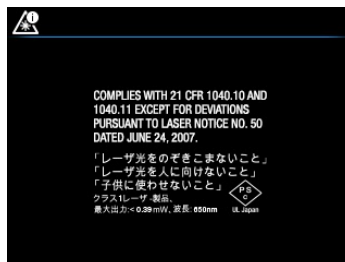 COMPLIES WITH 21 CFR 1040.10 AND
1040.11 EXCEPT FOR DEVIATIONS
PURSUANT TO LASER NOTICE NO. 50
DATED JUNE 24, 2007.
「レーザ光をのぞきこまないこと」
「レーザ光を人に向けないこと」
「子供に使わせないこと」
クラス1レーザ-製品、
最大出力:< 0.39 mW、波長: 650nm
PS
C
UL Japan